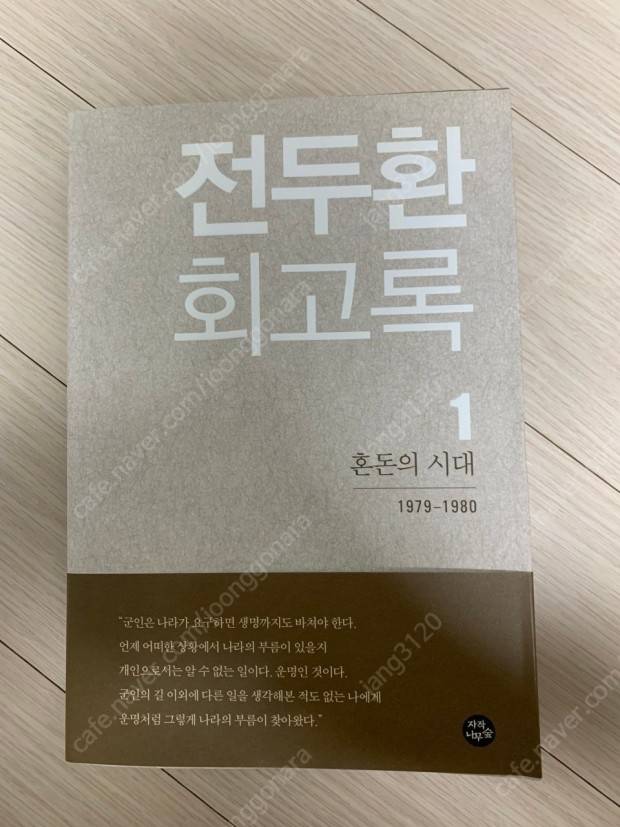 전두환
회고록
1
혼돈의 시대
1979-1980
"군인은 나라가 요구하면 생명까지도 바쳐야 한다.
언제 어떠한 상황에서 나라의 부름이 있을지
개인으로서는 알 수 없는 일이다. 운명인 것이다.
군인의 길 이외에 다른 일을 생각해본 적도 없는 나에게
운명처럼 그렇게 나라의 부름이 찾아왔다."
자작
나무숲
cafe.naver.com/joonggonara
jang3120